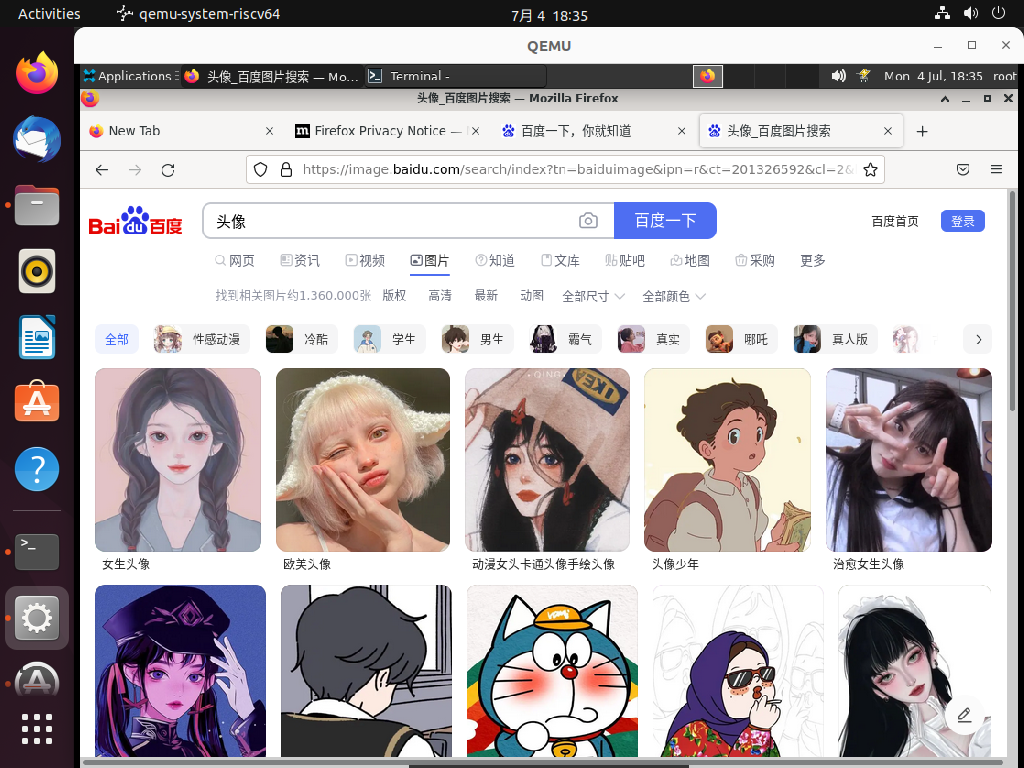 Activities qemu-system-riscv64 7月 4 18:35
QEMU
Applications 头像_百度图片搜索 — Mo... Terminal - Mon 4 Jul, 18:35 root
头像_百度图片搜索 — Mozilla Firefox
New Tab Firefox Privacy Notice — 百度一下，你就知道 头像_百度图片搜索
https://image.baidu.com/search/index?tn=baiduimage&ipn=r&ct=201326592&cl=2&
Bai du 百度 头像 百度一下 百度首页 登录
网页 资讯 视频 图片 知道 文库 贴吧 地图 采购 更多
找到相关图片约1,360,000张 版权 高清 最新 动图 全部尺寸 全部颜色
全部 性感动漫 冷酷 学生 男生 霸气 真实 哪吒 真人版
IKEA
女生头像 欧美头像 动漫女头卡通头像手绘头像 头像少年 治愈女生头像